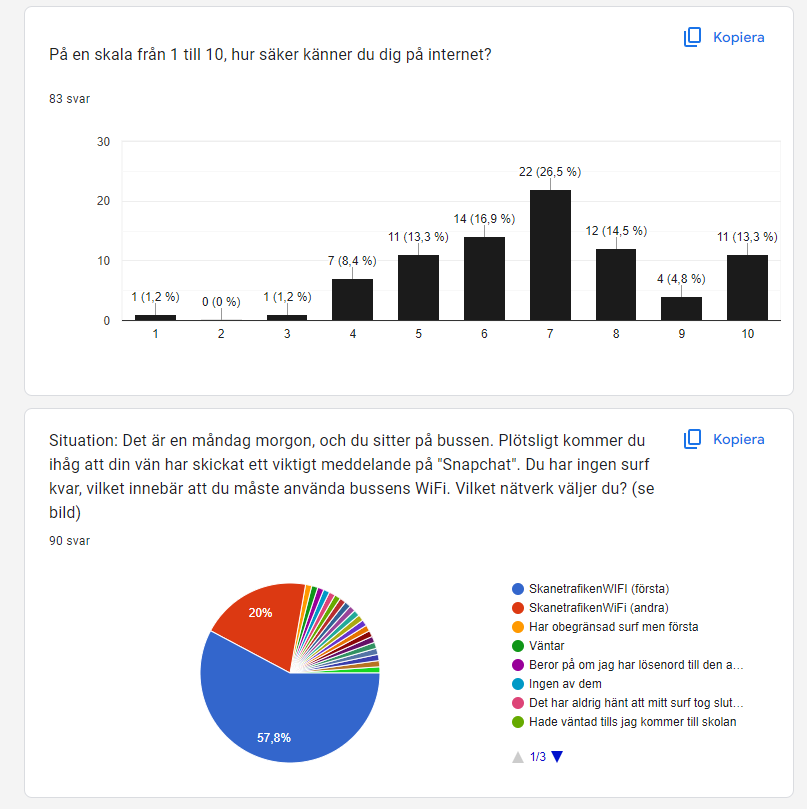 Kopiera
På en skala från 1 till 10, hur säker känner du dig på internet?
83 svar
30
20
10
0
1 (1,2 %)
0 (0 %)
1 (1,2 %)
7 (8,4 %)
11 (13,3 %)
14 (16,9 %)
22 (26,5 %)
12 (14,5 %)
4 (4,8 %)
11 (13,3 %)
1 2 3 4 5 6 7 8 9 10
Situation: Det är en måndag morgon, och du sitter på bussen. Plötsligt kommer du
ihåg att din vän har skickat ett viktigt meddelande på "Snapchat". Du har ingen surf
kvar, vilket innebär att du måste använda bussens WiFi. Vilket nätverk väljer du? (se
bild)
Kopiera
90 svar
20%
57,8%
SkanetrafikenWIFI (första)
SkanetrafikenWiFi (andra)
Har obegränsad surf men första
Väntar
Beror på om jag har lösenord till den a...
Ingen av dem
Det har aldrig hänt att mitt surf tog slut...
Hade väntad tills jag kommer till skolan
1/3